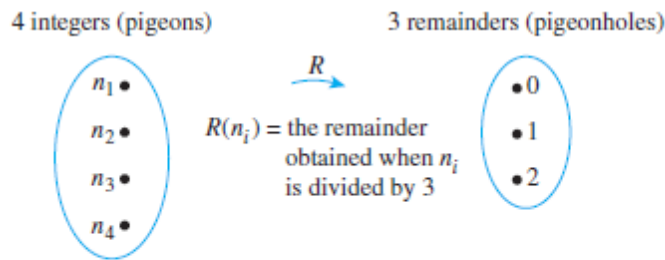 4 integers (pigeons)
3 remainders (pigeonholes)
R
n₁
n₂
n₃
n₄
R(nᵢ) = the remainder
obtained when nᵢ
is divided by 3
0
1
2